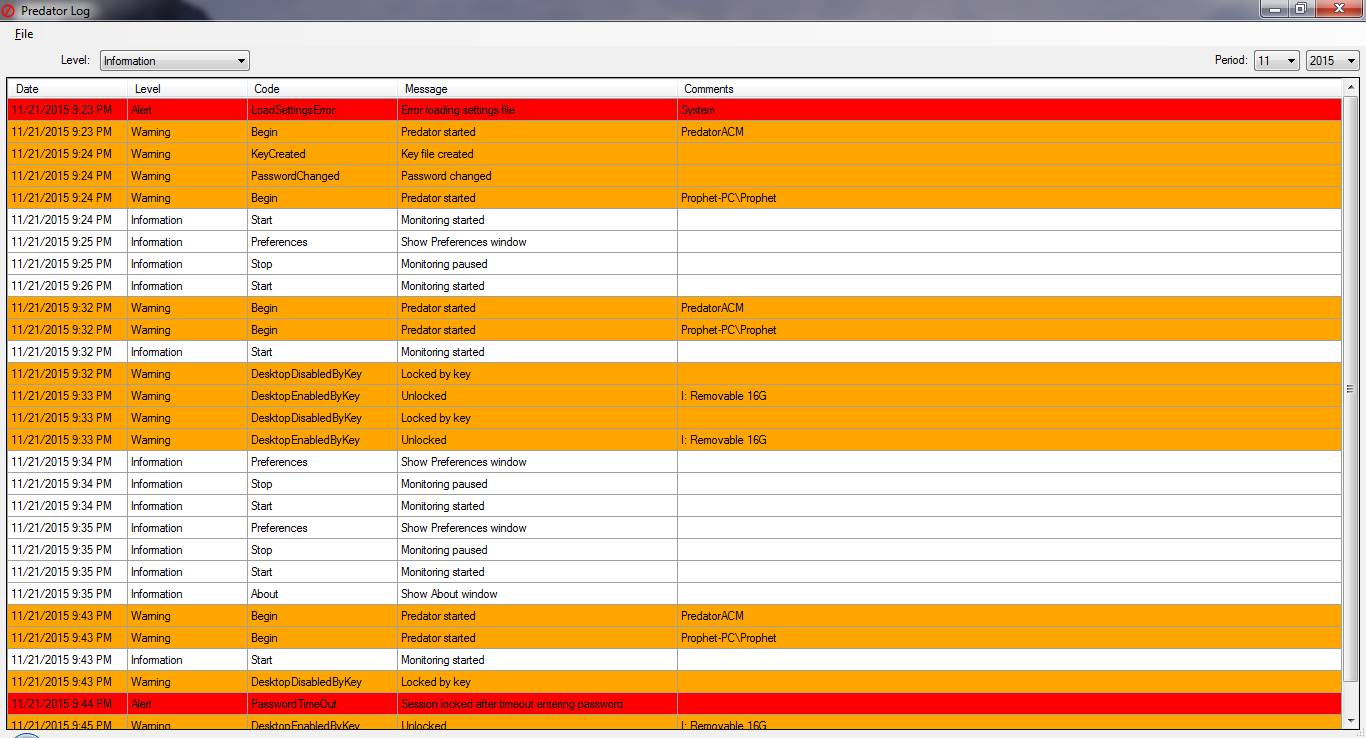 Predator Log
File
Level: Information Period: 11 2015
Date Level Code Message Comments
11/21/2015 9:23 PM Alert LoadSettingsError Error loading settings file System
11/21/2015 9:23 PM Warning Begin Predator started PredatorACM
11/21/2015 9:24 PM Warning KeyCreated Key file created
11/21/2015 9:24 PM Warning PasswordChanged Password changed
11/21/2015 9:24 PM Warning Begin Predator started Prophet-PC\Prophet
11/21/2015 9:24 PM Information Start Monitoring started
11/21/2015 9:25 PM Information Preferences Show Preferences window
11/21/2015 9:25 PM Information Stop Monitoring paused
11/21/2015 9:26 PM Information Start Monitoring started
11/21/2015 9:32 PM Warning Begin Predator started PredatorACM
11/21/2015 9:32 PM Warning Begin Predator started Prophet-PC\Prophet
11/21/2015 9:32 PM Information Start Monitoring started
11/21/2015 9:32 PM Warning DesktopDisabledByKey Locked by key
11/21/2015 9:33 PM Warning DesktopEnabledByKey Unlocked I: Removable 16G
11/21/2015 9:33 PM Warning DesktopDisabledByKey Locked by key
11/21/2015 9:33 PM Warning DesktopEnabledByKey Unlocked I: Removable 16G
11/21/2015 9:34 PM Information Preferences Show Preferences window
11/21/2015 9:34 PM Information Stop Monitoring paused
11/21/2015 9:34 PM Information Start Monitoring started
11/21/2015 9:35 PM Information Preferences Show Preferences window
11/21/2015 9:35 PM Information Stop Monitoring paused
11/21/2015 9:35 PM Information Start Monitoring started
11/21/2015 9:35 PM Information About Show About window
11/21/2015 9:43 PM Warning Begin Predator started PredatorACM
11/21/2015 9:43 PM Warning Begin Predator started Prophet-PC\Prophet
11/21/2015 9:43 PM Information Start Monitoring started
11/21/2015 9:43 PM Warning DesktopDisabledByKey Locked by key
11/21/2015 9:44 PM Alert PasswordTimeOut Session locked after timeout entering password
11/21/2015 9:45 PM Warning DesktopEnabledByKey Unlocked I: Removable 16G